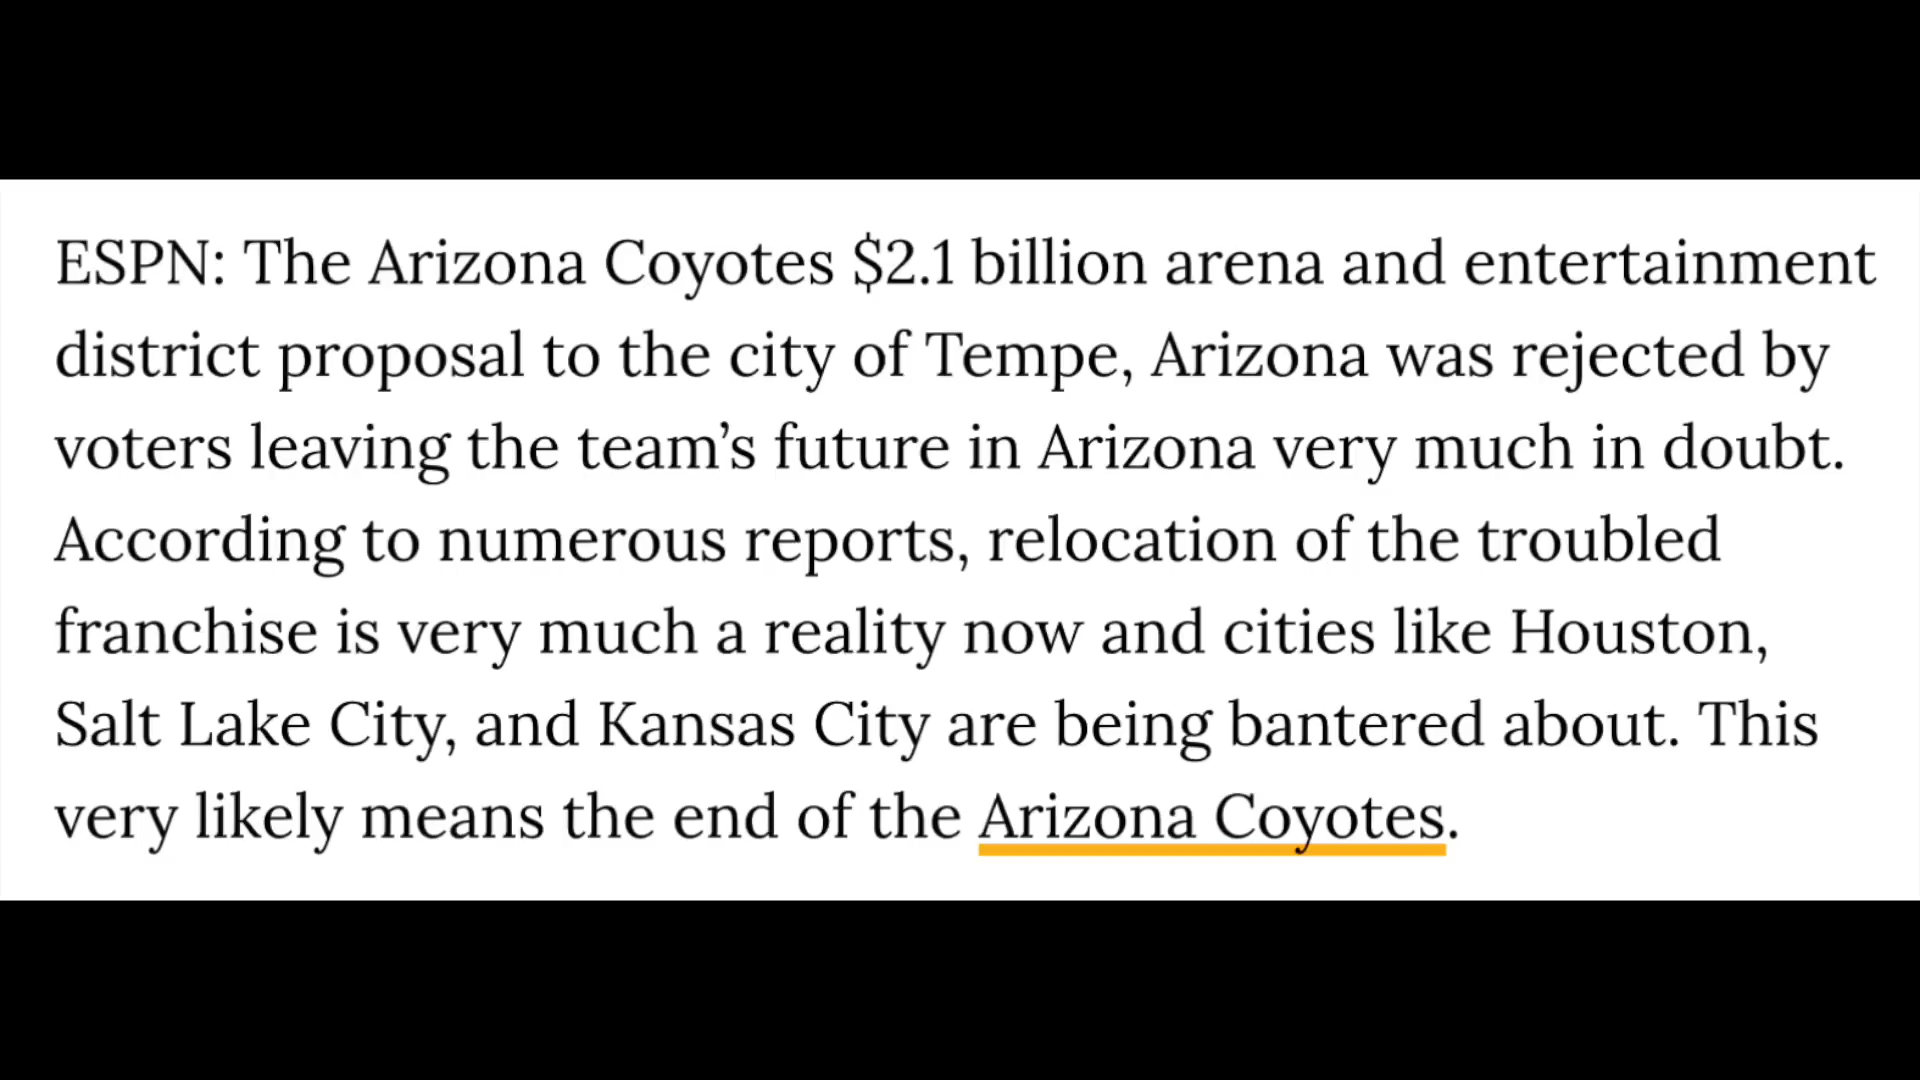 ESPN: The Arizona Coyotes $2.1 billion arena and entertainment
district proposal to the city of Tempe, Arizona was rejected by
voters leaving the team’s future in Arizona very much in doubt.
According to numerous reports, relocation of the troubled
franchise is very much a reality now and cities like Houston,
Salt Lake City, and Kansas City are being bantered about. This
very likely means the end of the Arizona Coyotes.